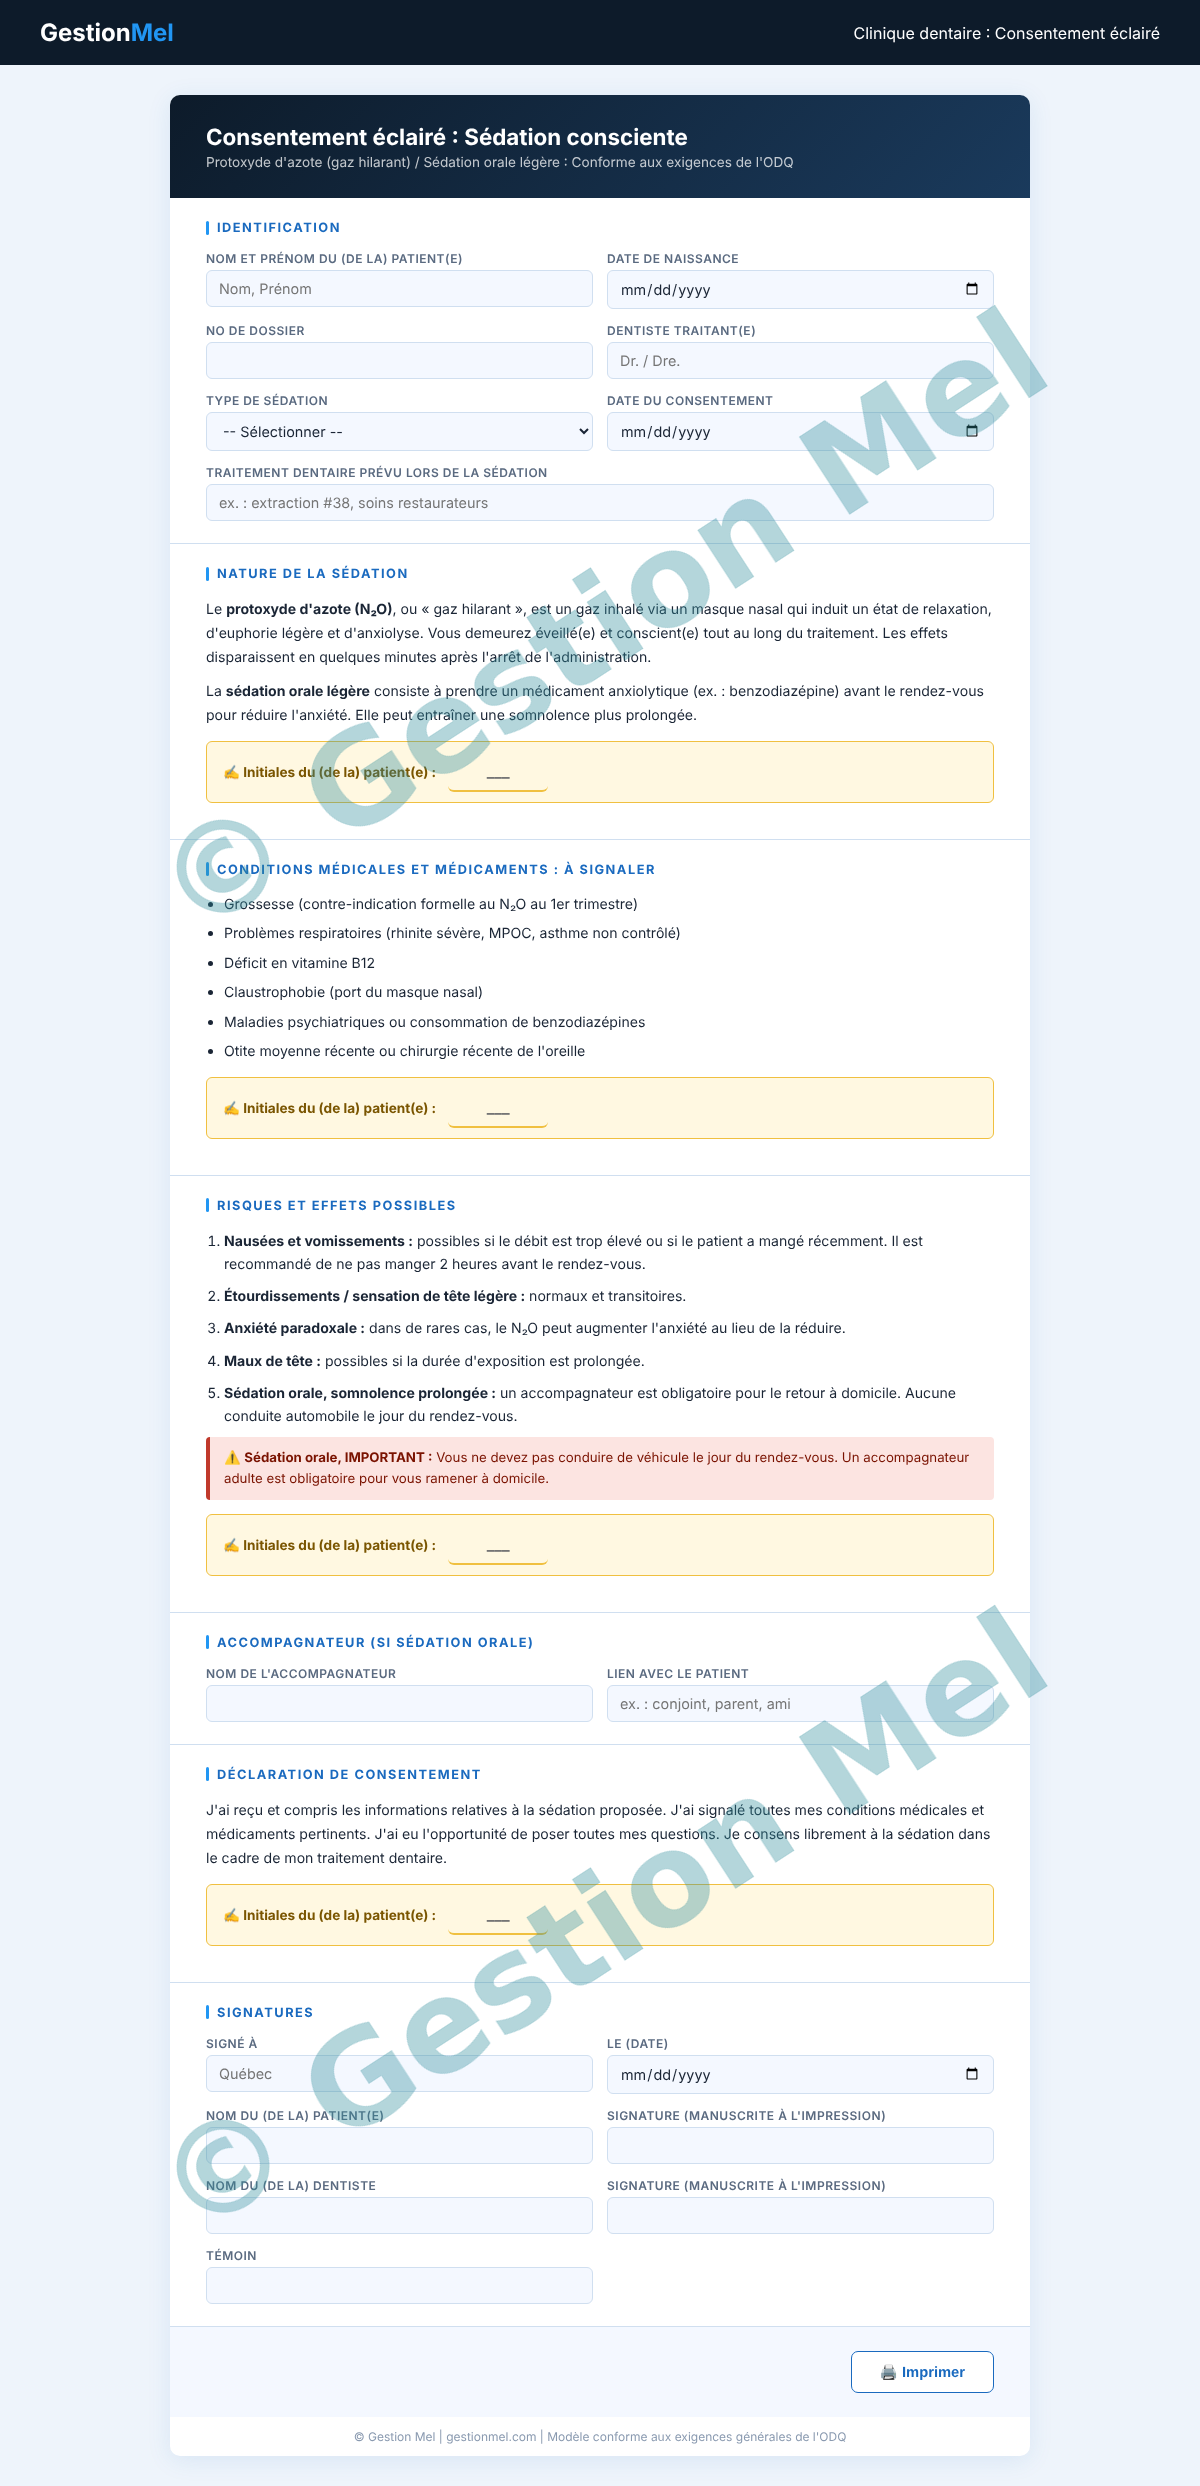 GestionMel
Clinique dentaire : Consentement éclairé
Consentement éclairé : Sédation consciente
Protoxyde d'azote (gaz hilarant) / Sédation orale légère : Conforme aux exigences de l'ODQ
IDENTIFICATION
NOM ET PRÉNOM DU (DE LA) PATIENT(E)
DATE DE NAISSANCE
Nom, Prénom
mm/dd/yyyy
NO DE DOSSIER
DENTISTE TRAITANT(E)
Dr. / Dre.
TYPE DE SÉDATION
DATE DU CONSENTEMENT
-- Sélectionner --
mm/dd/yyyy
TRAITEMENT DENTAIRE PRÉVU LORS DE LA SÉDATION
ex. : extraction #38, soins restaurateurs
NATURE DE LA SÉDATION
Le protoxyde d'azote (N₂O), ou « gaz hilarant », est un gaz inhalé via un masque nasal qui induit un état de relaxation,
d'euphorie légère et d'anxiolyse. Vous demeurez éveillé(e) et conscient(e) tout au long du traitement. Les effets
disparaissent en quelques minutes après l'arrêt de l'administration.
La sédation orale légère consiste à prendre un médicament anxiolytique (ex. : benzodiazépine) avant le rendez-vous
pour réduire l'anxiété. Elle peut entraîner une somnolence plus prolongée.
✍ Initiales du (de la) patient(e) : ___
© Gestion Mel
CONDITIONS MÉDICALES ET MÉDICAMENTS : À SIGNALER
• Grossesse (contre-indication formelle au N₂O au 1er trimestre)
• Problèmes respiratoires (rhinite sévère, MPOC, asthme non contrôlé)
• Déficit en vitamine B12
• Claustrophobie (port du masque nasal)
• Maladies psychiatriques ou consommation de benzodiazépines
• Otite moyenne récente ou chirurgie récente de l'oreille
✍ Initiales du (de la) patient(e) : ___
RISQUES ET EFFETS POSSIBLES
1. Nausées et vomissements : possibles si le débit est trop élevé ou si le patient a mangé récemment. Il est
recommandé de ne pas manger 2 heures avant le rendez-vous.
2. Étourdissements / sensation de tête légère : normaux et transitoires.
3. Anxiété paradoxale : dans de rares cas, le N₂O peut augmenter l'anxiété au lieu de la réduire.
4. Maux de tête : possibles si la durée d'exposition est prolongée.
5. Sédation orale, somnolence prolongée : un accompagnateur est obligatoire pour le retour à domicile. Aucune
conduite automobile le jour du rendez-vous.
⚠️ Sédation orale, IMPORTANT : Vous ne devez pas conduire de véhicule le jour du rendez-vous. Un accompagnateur
adulte est obligatoire pour vous ramener à domicile.
✍ Initiales du (de la) patient(e) : ___
ACCOMPAGNATEUR (SI SÉDATION ORALE)
NOM DE L'ACCOMPAGNATEUR
LIEN AVEC LE PATIENT
ex. : conjoint, parent, ami
DÉCLARATION DE CONSENTEMENT
J'ai reçu et compris les informations relatives à la sédation proposée. J'ai signalé toutes mes conditions médicales et
médicaments pertinents. J'ai eu l'opportunité de poser toutes mes questions. Je consens librement à la sédation dans
le cadre de mon traitement dentaire.
✍ Initiales du (de la) patient(e) : ___
© Gestion Mel
SIGNATURES
SIGNÉ À
LE (DATE)
Québec
mm/dd/yyyy
NOM DU (DE LA) PATIENT(E)
SIGNATURE (MANUSCRITE À L'IMPRESSION)
NOM DU (DE LA) DENTISTE
SIGNATURE (MANUSCRITE À L'IMPRESSION)
TÉMOIN
🖨️ Imprimer
© Gestion Mel | gestionmel.com | Modèle conforme aux exigences générales de l'ODQ